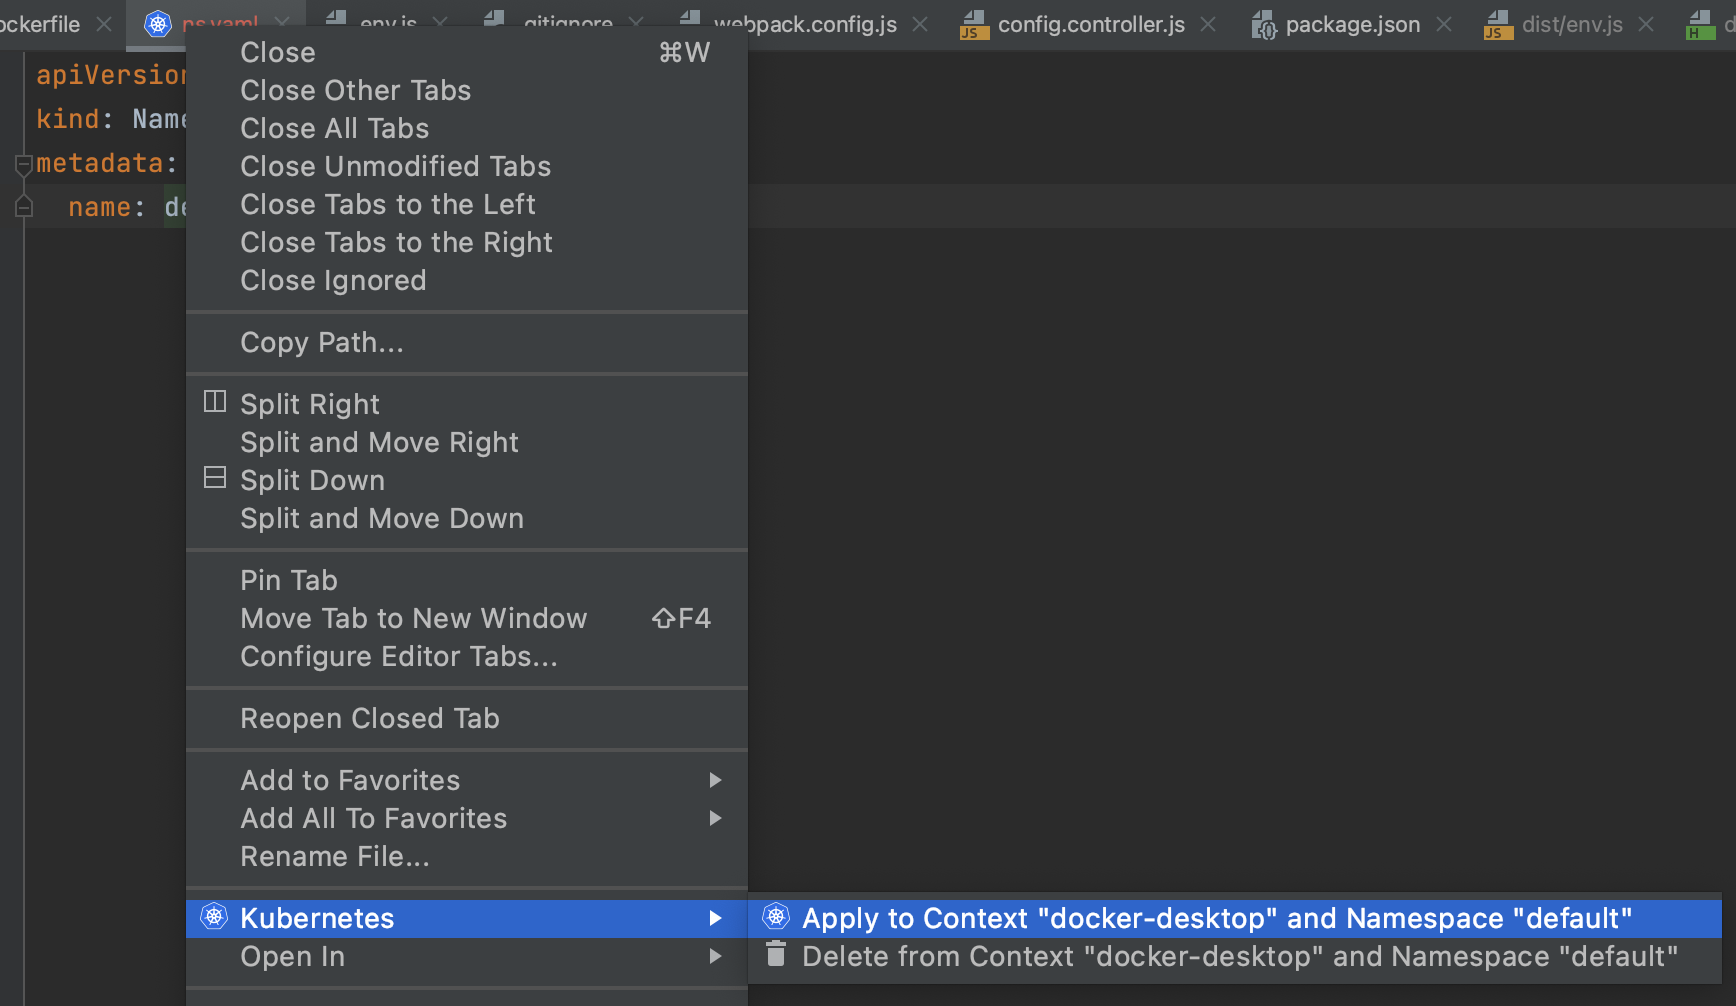 ockerfile
ns.yaml
env.js
.gitignore
webpack.config.js
JS config.controller.js
package.json
JS dist/env.js
H d
apiVersion
kind: Name
metadata:
name: de
Close ⌘W
Close Other Tabs
Close All Tabs
Close Unmodified Tabs
Close Tabs to the Left
Close Tabs to the Right
Close Ignored
Copy Path...
Split Right
Split and Move Right
Split Down
Split and Move Down
Pin Tab
Move Tab to New Window ⇧F4
Configure Editor Tabs...
Reopen Closed Tab
Add to Favorites
Add All To Favorites
Rename File...
Kubernetes
Open In
Apply to Context "docker-desktop" and Namespace "default"
Delete from Context "docker-desktop" and Namespace "default"